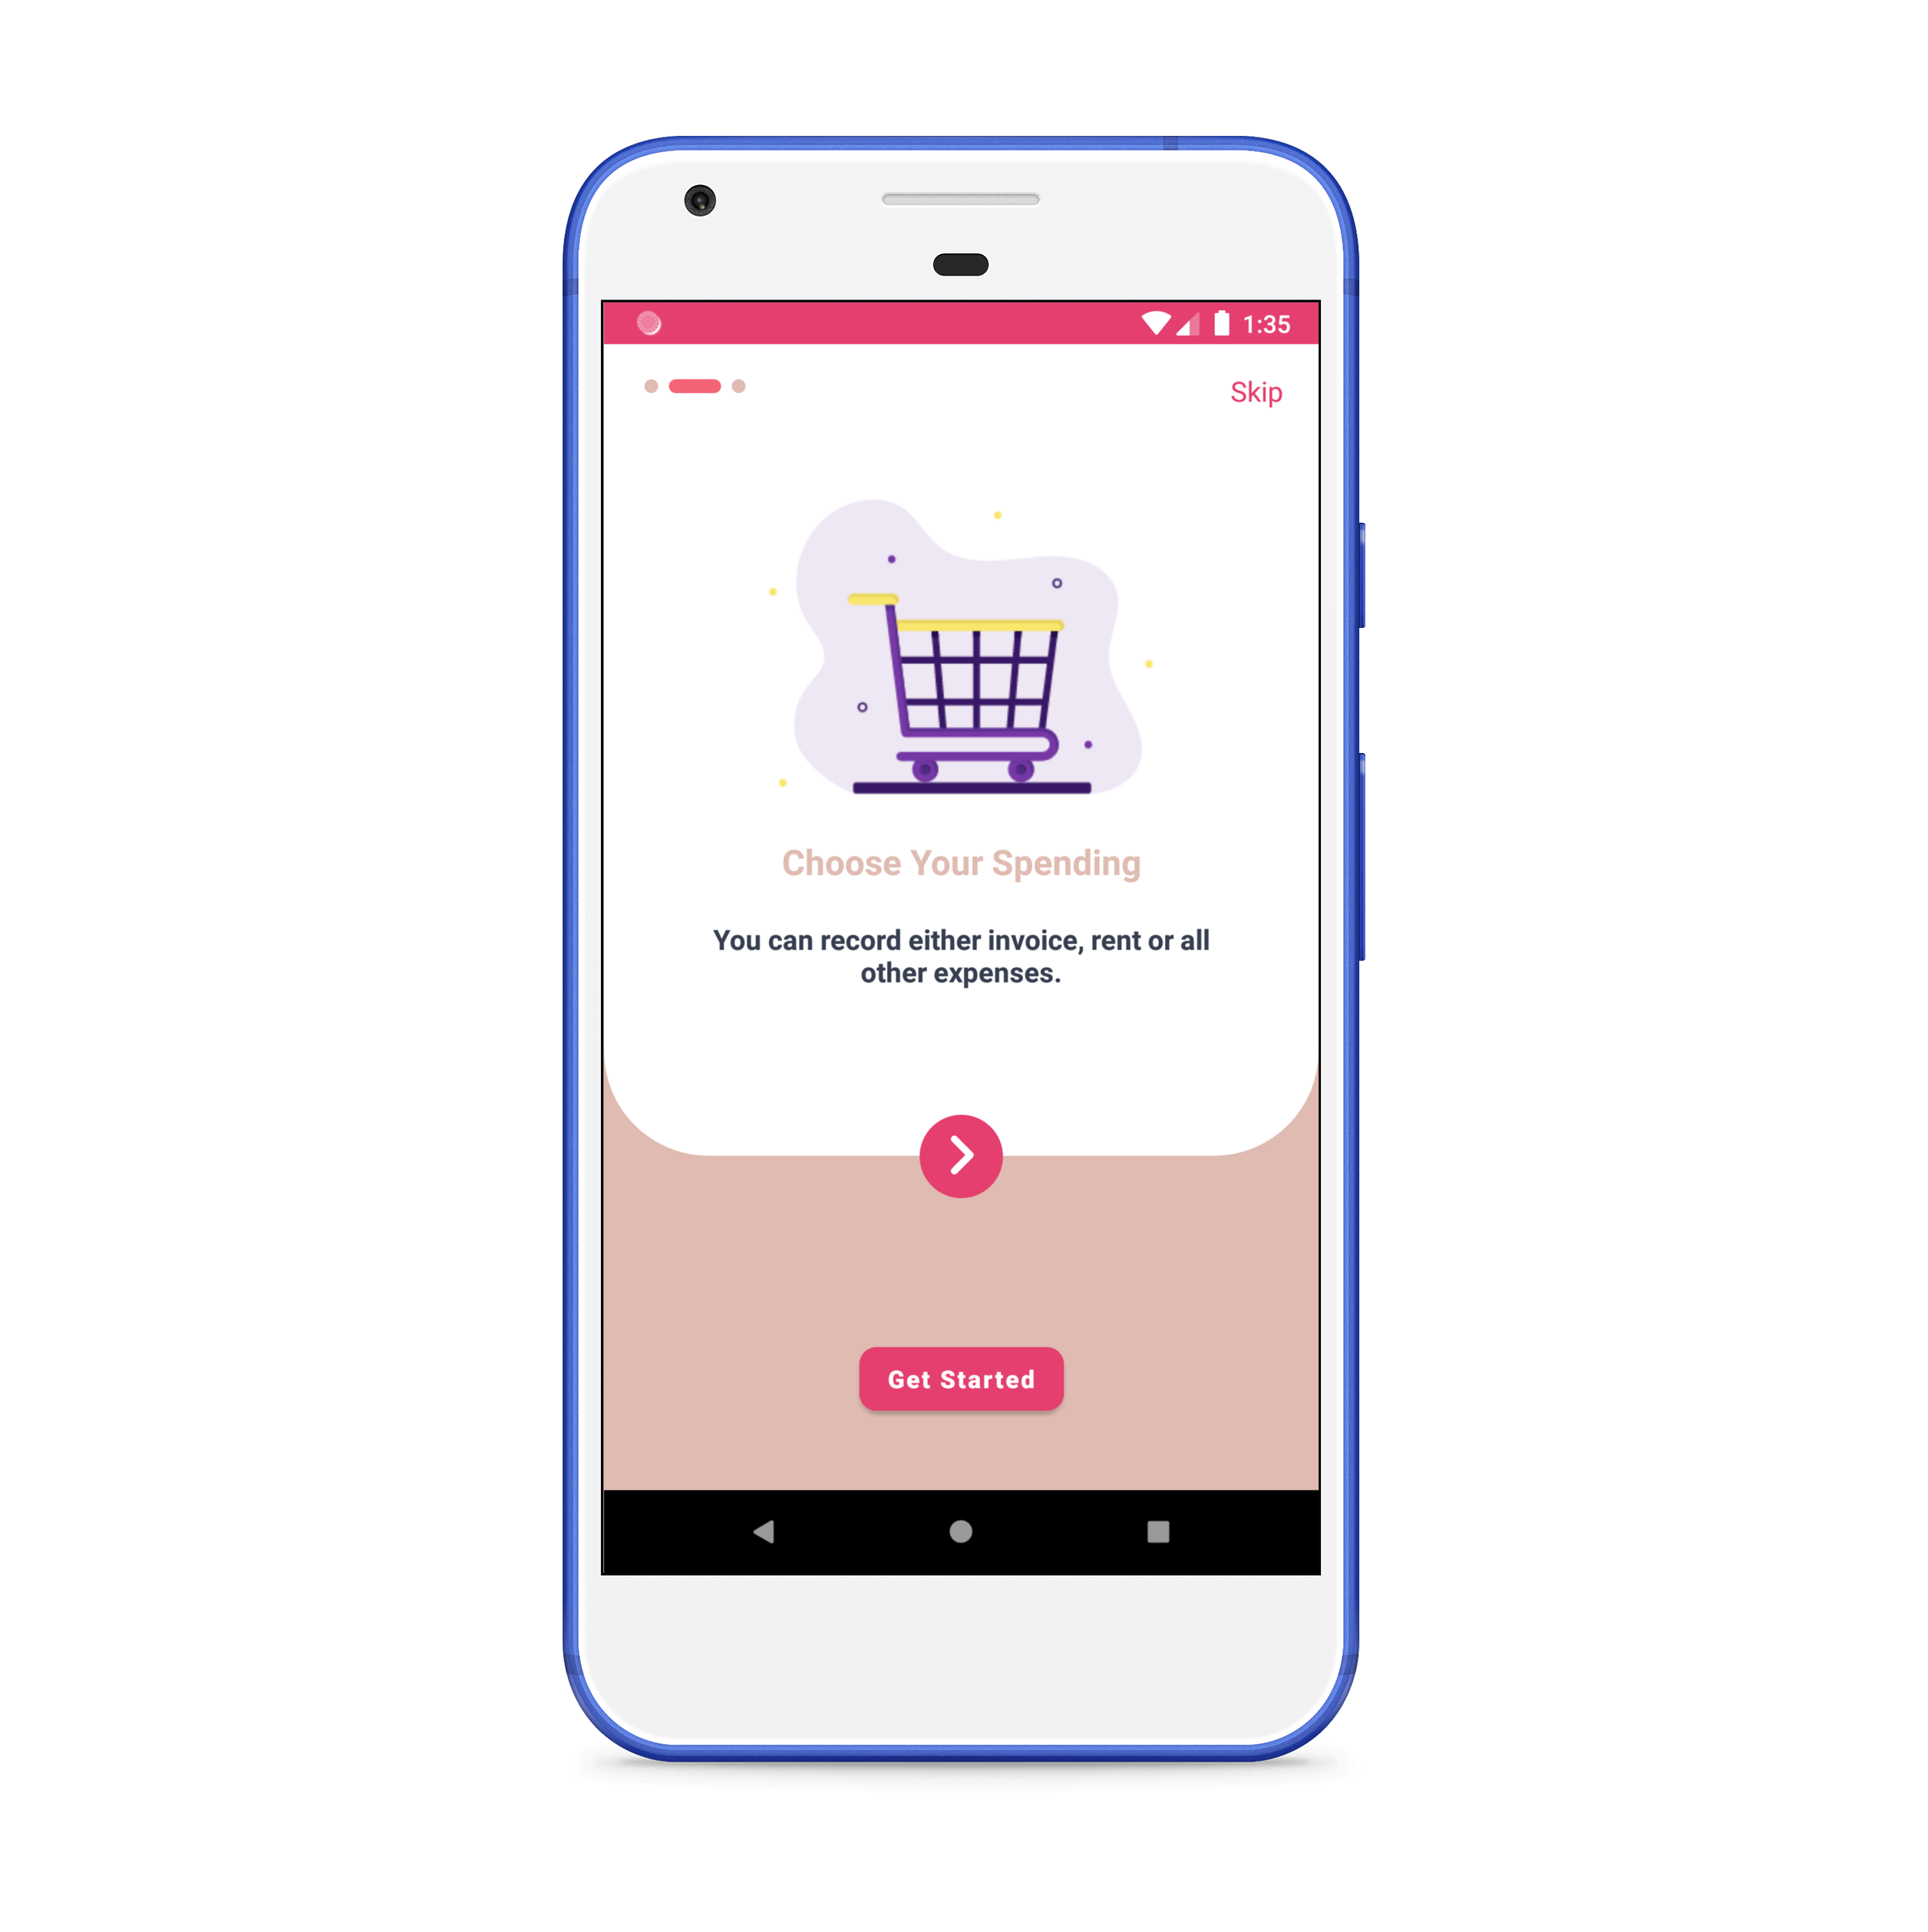 1:35
Skip
Choose Your Spending
You can record either invoice, rent or all
other expenses.
Get Started